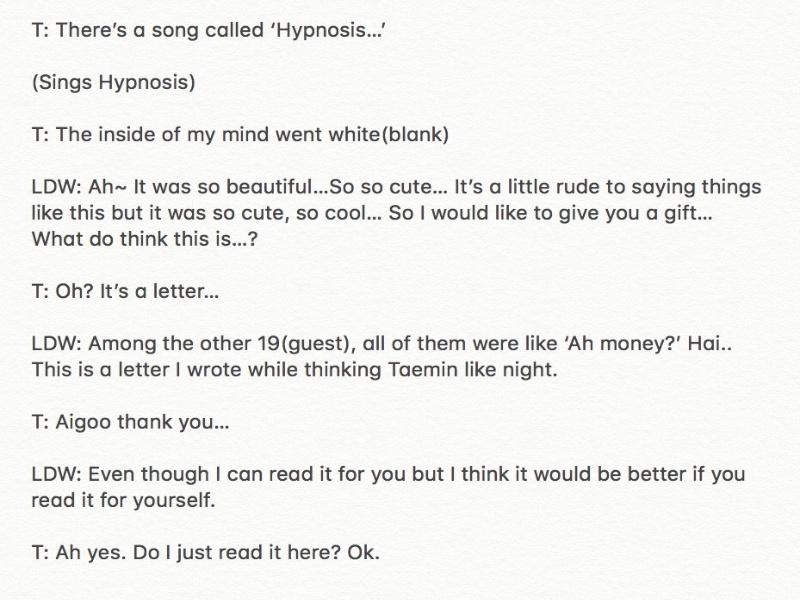 T: There's a song called 'Hypnosis...'
(Sings Hypnosis)
T: The inside of my mind went white(blank)
LDW: Ah~ It was so beautiful...So so cute... It's a little rude to saying things
like this but it was so cute, so cool... So I would like to give you a gift...
What do think this is...?
T: Oh? It's a letter...
LDW: Among the other 19(guest), all of them were like 'Ah money?' Hai..
This is a letter I wrote while thinking Taemin like night.
T: Aigoo thank you...
LDW: Even though I can read it for you but I think it would be better if you
read it for yourself.
T: Ah yes. Do I just read it here? Ok.